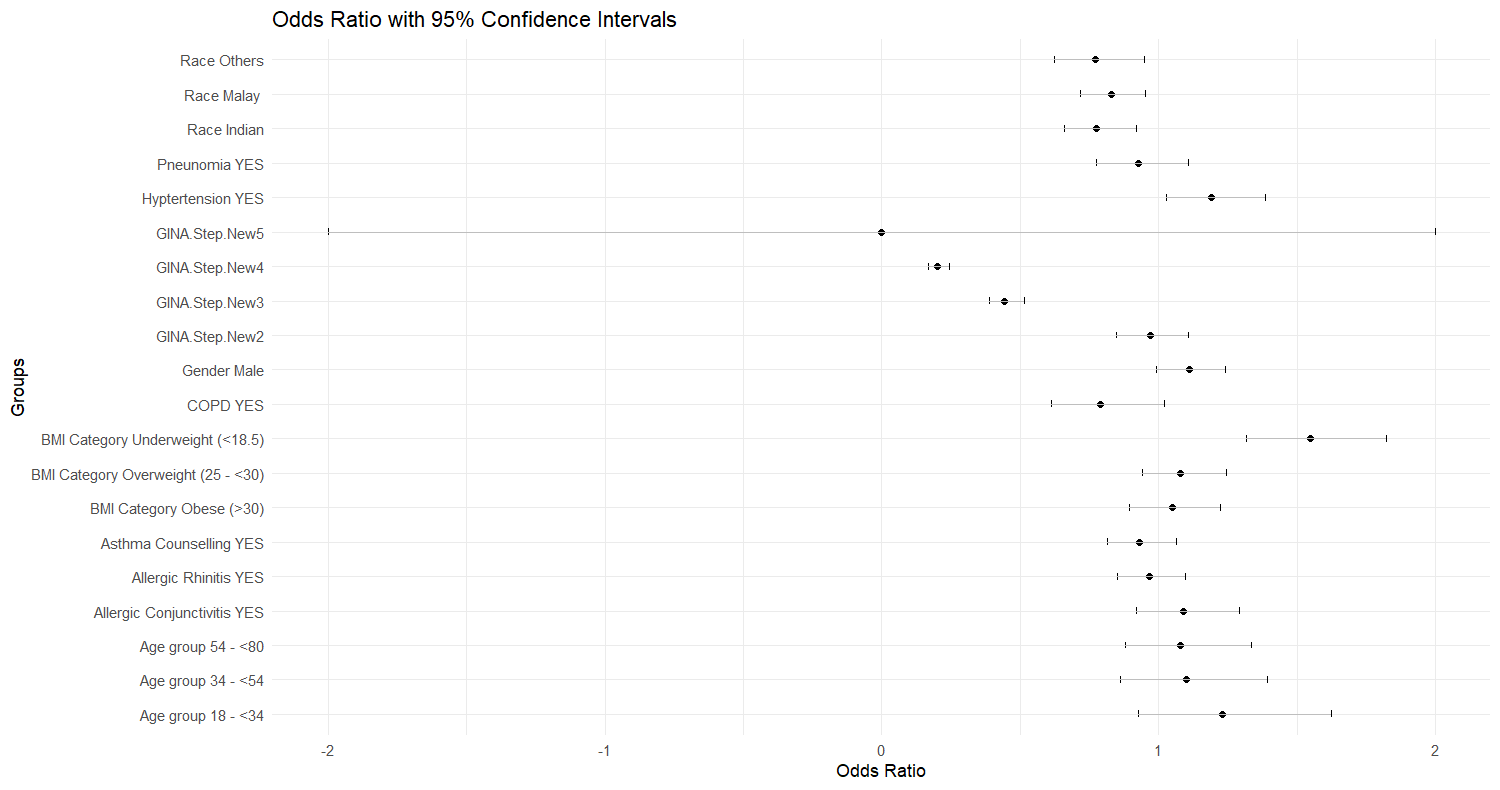 Odds Ratio with 95% Confidence Intervals
Race Others
Race Malay
Race Indian
Pneunomia YES
Hyptertension YES
GINA.Step.New5
GINA.Step.New4
GINA.Step.New3
GINA.Step.New2
Gender Male
COPD YES
BMI Category Underweight (<18.5)
BMI Category Overweight (25 - <30)
BMI Category Obese (>30)
Asthma Counselling YES
Allergic Rhinitis YES
Allergic Conjunctivitis YES
Age group 54 - <80
Age group 34 - <54
Age group 18 - <34
Groups
-2 -1 0 1 2
Odds Ratio